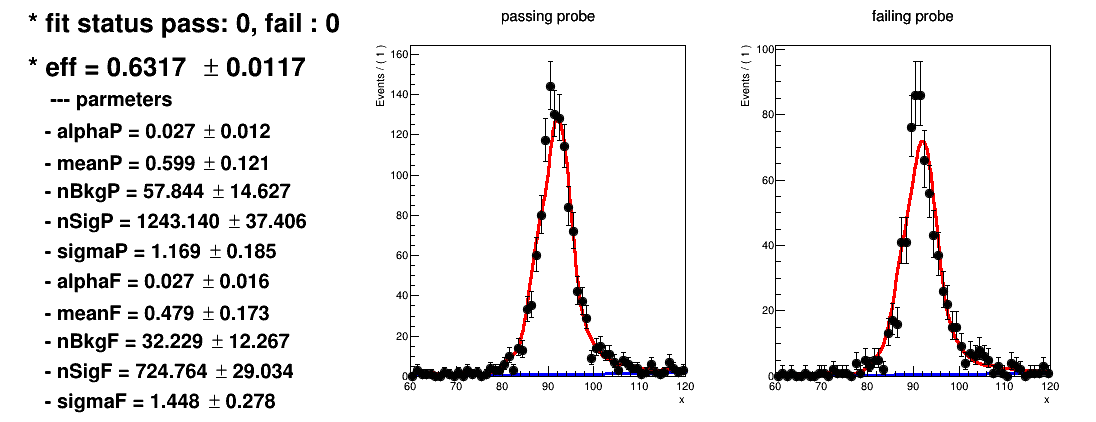 * fit status pass: 0, fail : 0
* eff = 0.6317 ± 0.0117
--- parmeters
- alphaP = 0.027 ± 0.012
- meanP = 0.599 ± 0.121
- nBkgP = 57.844 ± 14.627
- nSigP = 1243.140 ± 37.406
- sigmaP = 1.169 ± 0.185
- alphaF = 0.027 ± 0.016
- meanF = 0.479 ± 0.173
- nBkgF = 32.229 ± 12.267
- nSigF = 724.764 ± 29.034
- sigmaF = 1.448 ± 0.278
passing probe
Events / ( 1 )
160
140
120
100
80
60
40
20
0
60 70 80 90 100 110 120
x
failing probe
Events / ( 1 )
100
80
60
40
20
0
60 70 80 90 100 110 120
x